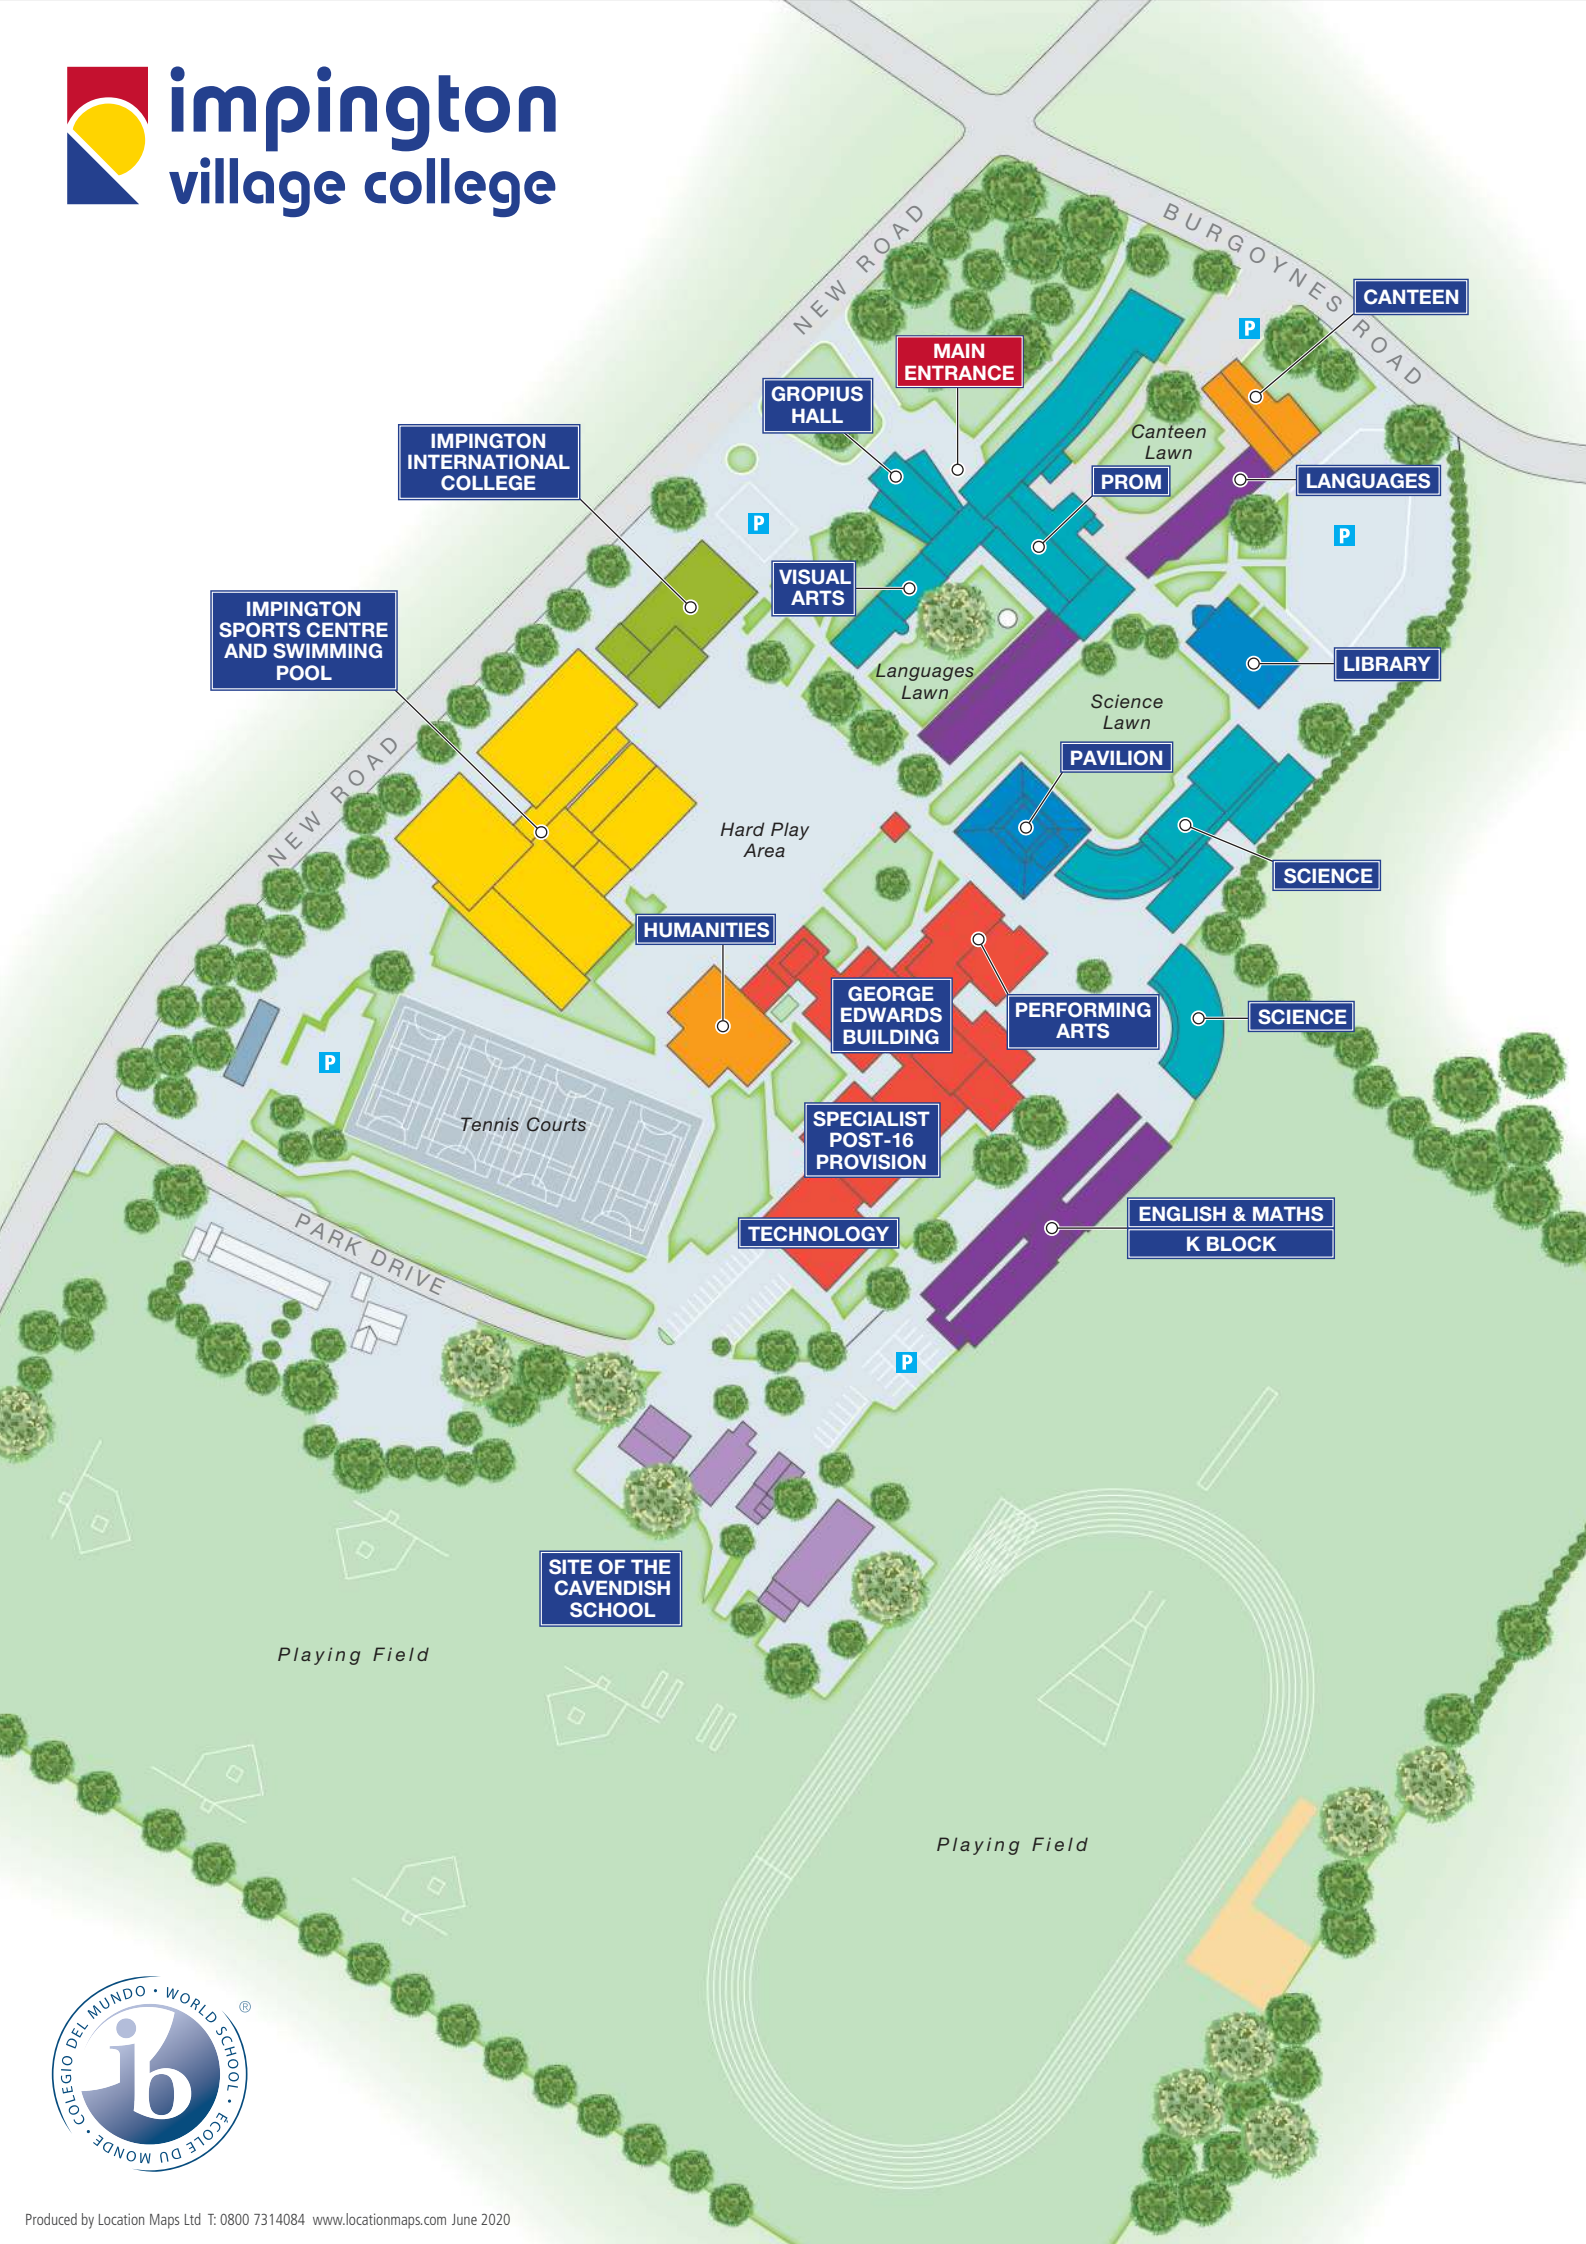 impington
village college
NEW ROAD
BURGOYNES ROAD
CANTEEN
P
MAIN
ENTRANCE
GROPIUS
HALL
Canteen
Lawn
IMPINGTON
INTERNATIONAL
COLLEGE
PROM
LANGUAGES
P
P
VISUAL
ARTS
IMPINGTON
SPORTS CENTRE
AND SWIMMING
POOL
LIBRARY
Languages
Lawn
Science
Lawn
PAVILION
NEW ROAD
Hard Play
Area
SCIENCE
HUMANITIES
GEORGE
EDWARDS
BUILDING
PERFORMING
ARTS
SCIENCE
P
Tennis Courts
SPECIALIST
POST-16
PROVISION
PARK DRIVE
TECHNOLOGY
ENGLISH & MATHS
K BLOCK
P
SITE OF THE
CAVENDISH
SCHOOL
Playing Field
Playing Field
COLEGIO DEL MUNDO • WORLD SCHOOL • ÉCOLE DU MONDE •
®
ib
Produced by Location Maps Ltd T: 0800 7314084 www.locationmaps.com June 2020